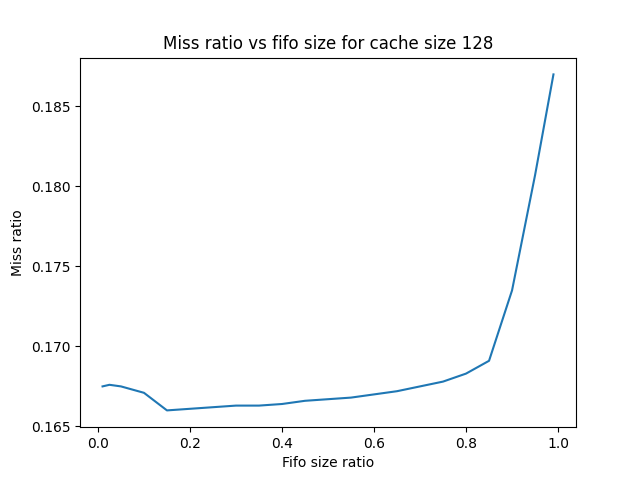 Miss ratio vs fifo size for cache size 128
0.185
0.180
0.175
0.170
0.165
Miss ratio
0.0 0.2 0.4 0.6 0.8 1.0
Fifo size ratio